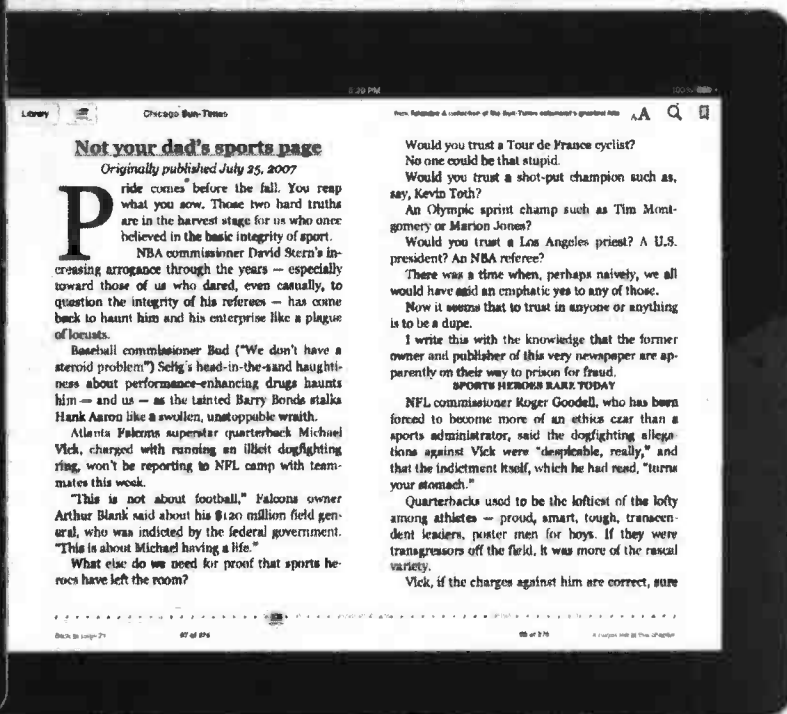 8:20 PM
100%
Library
Chicago Sun-Times
AA
Not your dad's sports page
Originally published July 25, 2007
Pride comes before the fall. You reap
what you sow. Those two hard truths
are in the harvest stage for us who once
believed in the basic integrity of sport.
NBA commissioner David Stern's in-
creasing arrogance through the years — especially
toward those of us who dared, even casually, to
question the integrity of his referees — has come
back to haunt him and his enterprise like a plague
of locusts.
Baseball commissioner Bud ("We don't have a
steroid problem") Selig's head-in-the-sand haughti-
ness about performance-enhancing drugs haunts
him — and us — as the tainted Barry Bonds stalks
Hank Aaron like a swollen, unstoppable wraith.
Atlanta Falcons superstar quarterback Michael
Vick, charged with running an illicit dogfighting
ring, won't be reporting to NFL camp with team-
mates this week.
"This is not about football," Falcons owner
Arthur Blank said about his $120 million field gen-
eral, who was indicted by the federal government.
"This is about Michael having a life."
What else do we need for proof that sports he-
roes have left the room?
97 of 276
Would you trust a Tour de France cyclist?
No one could be that stupid.
Would you trust a shot-put champion such as,
say, Kevin Toth?
An Olympic sprint champ such as Tim Mont-
gomery or Marion Jones?
Would you trust a Los Angeles priest? A U.S.
president? An NBA referee?
There was a time when, perhaps naively, we all
would have said an emphatic yes to any of those.
Now it seems that to trust in anyone or anything
is to be a dupe.
I write this with the knowledge that the former
owner and publisher of this very newspaper are ap-
parently on their way to prison for fraud.
SPORTS HEROES RARE TODAY
NFL commissioner Roger Goodell, who has been
forced to become more of an ethics czar than a
sports administrator, said the dogfighting allega-
tions against Vick were "despicable, really," and
that the indictment itself, which he had read, "turns
your stomach."
Quarterbacks used to be the loftiest of the lofty
among athletes — proud, smart, tough, transcen-
dent leaders, poster men for boys. If they were
transgressors off the field, it was more of the rascal
variety.
Vick, if the charges against him are correct, sure
98 of 276